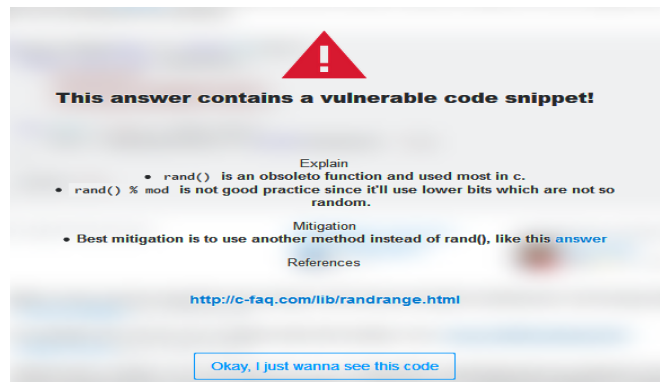 !
This answer contains a vulnerable code snippet!
Explain
• rand() is an obsoleto function and used most in c.
• rand() % mod is not good practice since it'll use lower bits which are not so
random.
Mitigation
• Best mitigation is to use another method instead of rand(), like this answer
References
http://c-faq.com/lib/randrange.html
Okay, I just wanna see this code